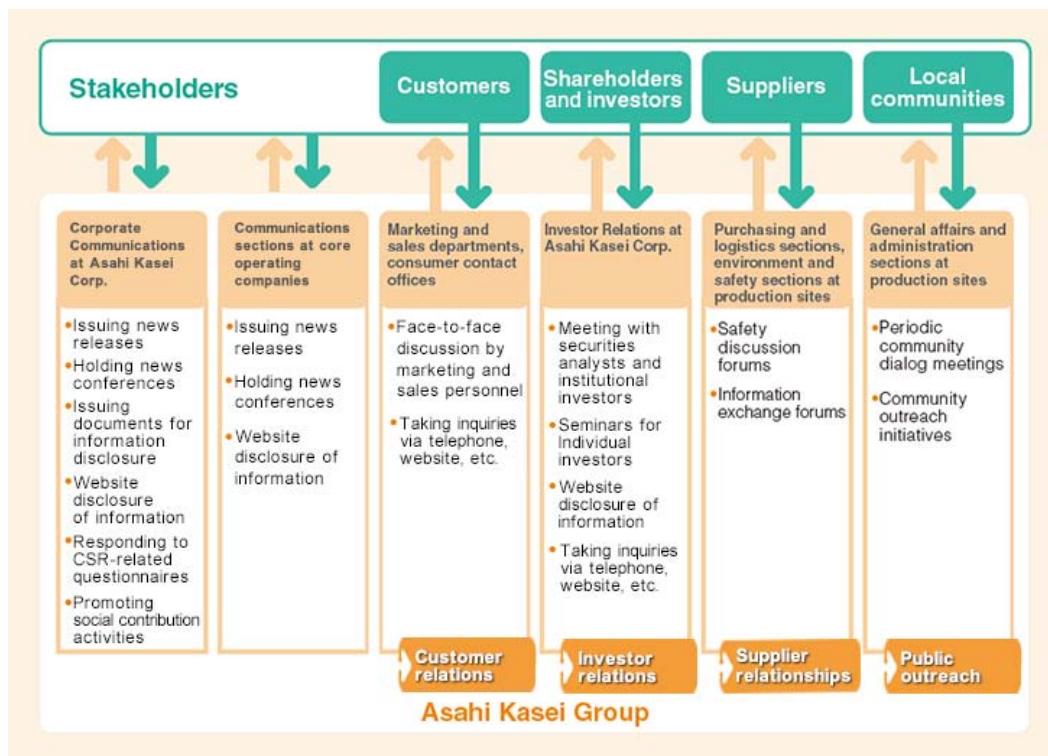 Stakeholders
Customers
Shareholders
and investors
Suppliers
Local
communities
Corporate
Communications
at Asahi Kasei
Corp.
•Issuing news
releases
•Holding news
conferences
•Issuing
documents for
information
disclosure
•Website
disclosure
of information
•Responding to
CSR-related
questionnaires
•Promoting
social contribution
activities
Communications
sections at core
operating
companies
•Issuing news
releases
•Holding news
conferences
•Website
disclosure of
information
Marketing and
sales departments,
consumer contact
offices
•Face-to-face
discussion by
marketing and
sales personnel
•Taking inquiries
via telephone,
website, etc.
Customer
relations
Investor Relations at
Asahi Kasei Corp.
•Meeting with
securities
analysts and
institutional
investors
•Seminars for
Individual
investors
•Website
disclosure of
information
•Taking inquiries
via telephone,
website, etc.
Investor
relations
Purchasing and
logistics sections,
environment and
safety sections at
production sites
•Safety
discussion
forums
•Information
exchange forums
Supplier
relationships
General affairs and
administration
sections at
production sites
•Periodic
community
dialog meetings
•Community
outreach
initiatives
Public
outreach
Asahi Kasei Group